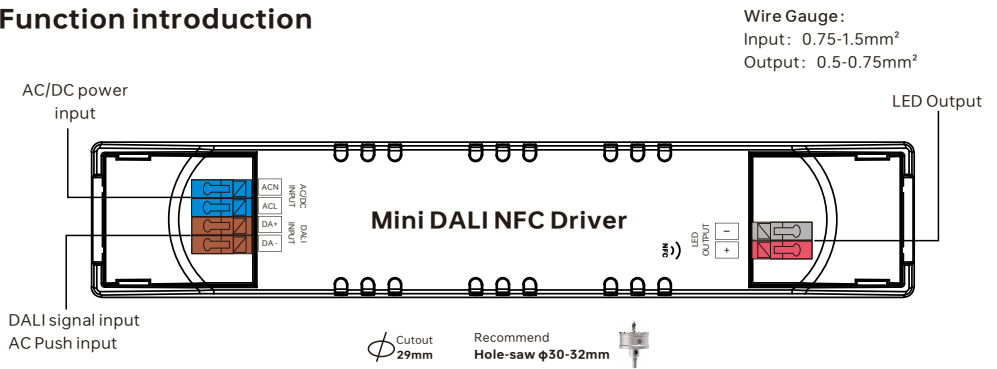 Function introduction
Wire Gauge:
Input: 0.75-1.5mm²
Output: 0.5-0.75mm²
AC/DC power
input
LED Output
ACN
ACL
AC/DC
INPUT
DA+
DA-
DALI
INPUT
Mini DALI NFC Driver
NFC
LED
OUTPUT
−
+
DALI signal input
AC Push input
Cutout
29mm
Recommend
Hole-saw φ30-32mm